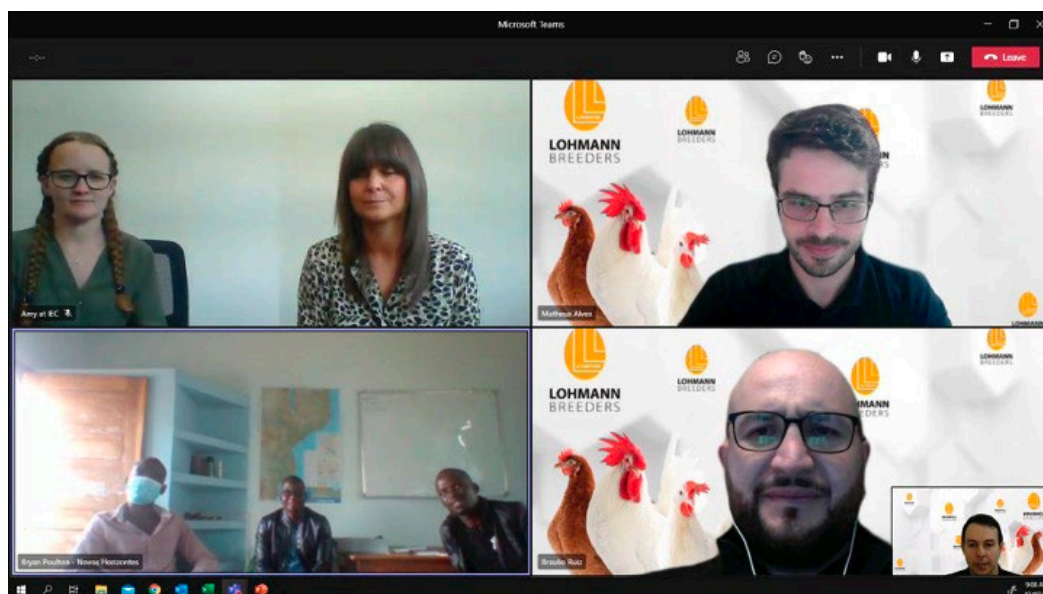 Microsoft Teams
Leave
LOHMANN
BREEDERS
LOHMANN
BREEDERS
LOHMANN
BREEDERS
Amy at IEC
Matheus Alves
LOHMANN
LOHMANN
BREEDERS
LOHMANN
BREEDERS
LOHMANN
BREEDERS
Bryan Poulton - Novos Horizontes
Braulio Ruiz